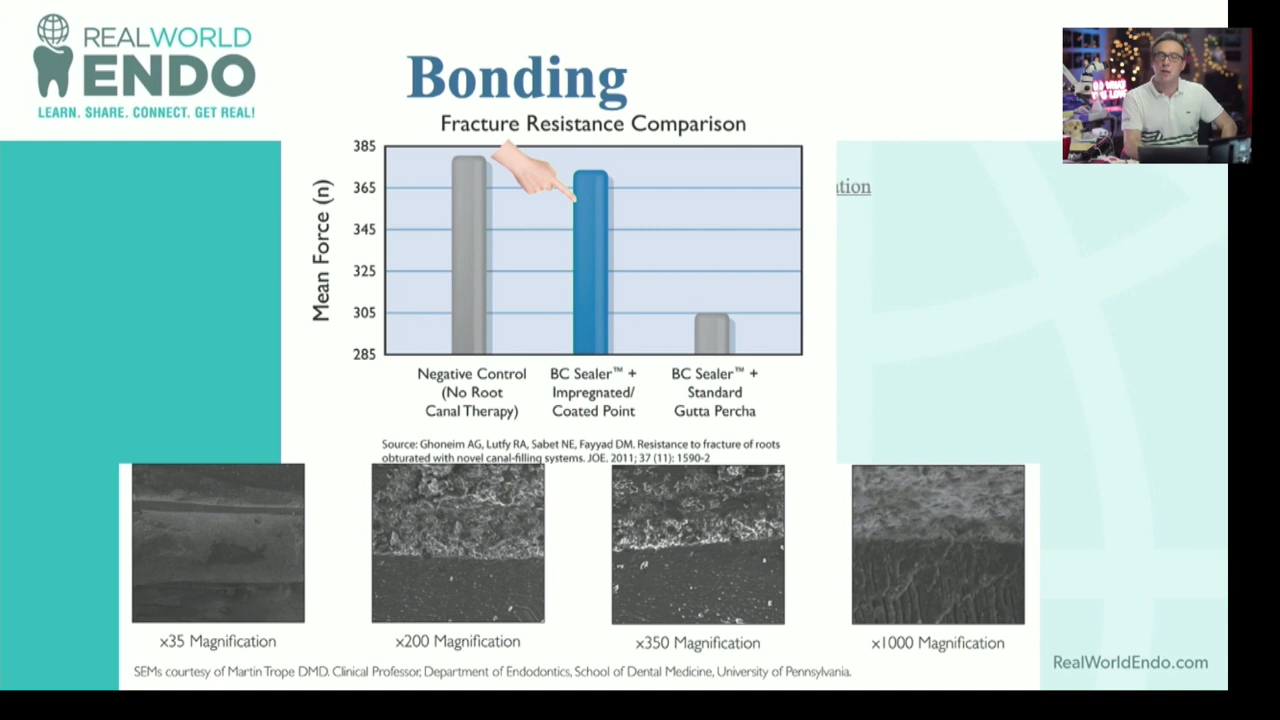 REALWORLD
ENDO
LEARN. SHARE. CONNECT. GET REAL!
Bonding
Fracture Resistance Comparison
Mean Force (n)
385
365
345
325
305
285
Negative Control
(No Root
Canal Therapy)
BC Sealer™ +
Impregnated/
Coated Point
BC Sealer™ +
Standard
Gutta Percha
Source: Ghoneim AG, Lutfy RA, Sabet NE, Fayyad DM. Resistance to fracture of roots
obturated with novel canal-filling systems. JOE. 2011; 37 (11): 1590-2
x35 Magnification
x200 Magnification
x350 Magnification
x1000 Magnification
SEMs courtesy of Martin Trope DMD. Clinical Professor, Department of Endodontics, School of Dental Medicine, University of Pennsylvania.
RealWorldEndo.com